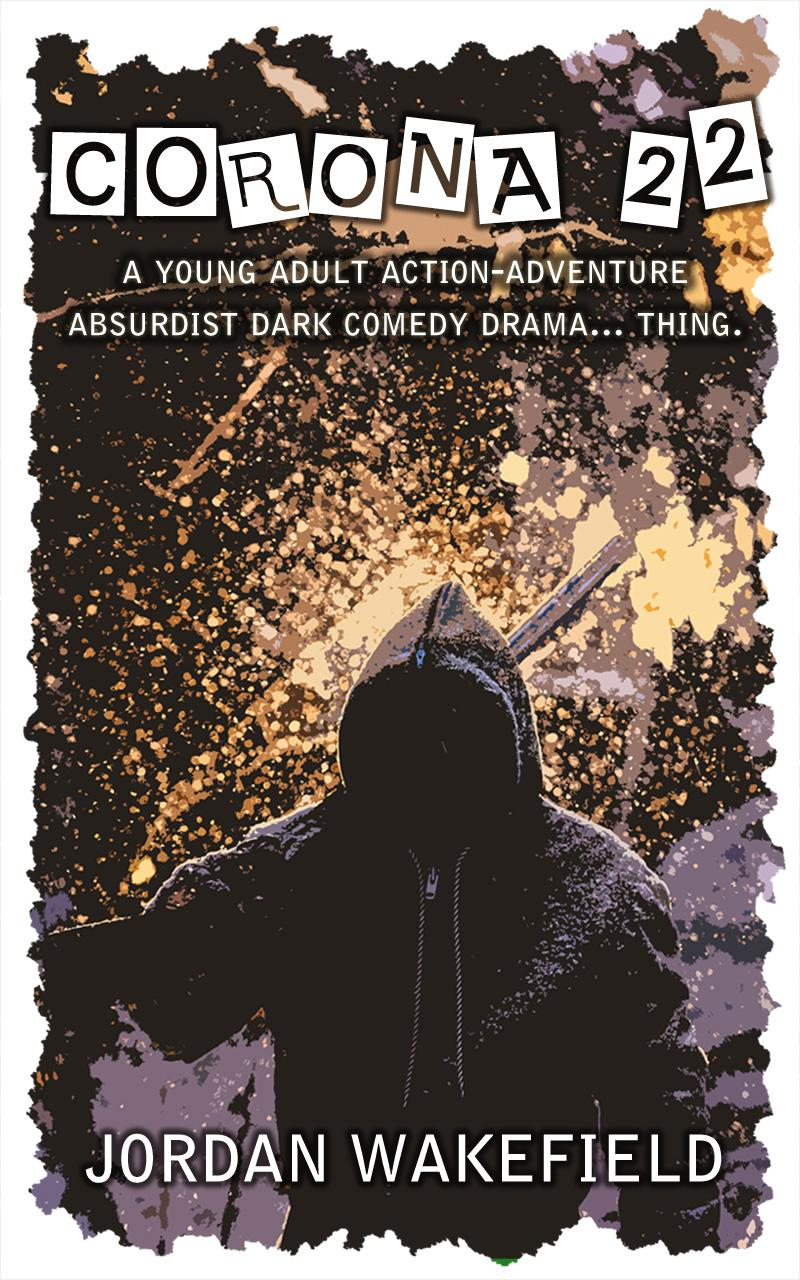 CORONA 22
A YOUNG ADULT ACTION-ADVENTURE
ABSURDIST DARK COMEDY DRAMA... THING.
JORDAN WAKEFIELD